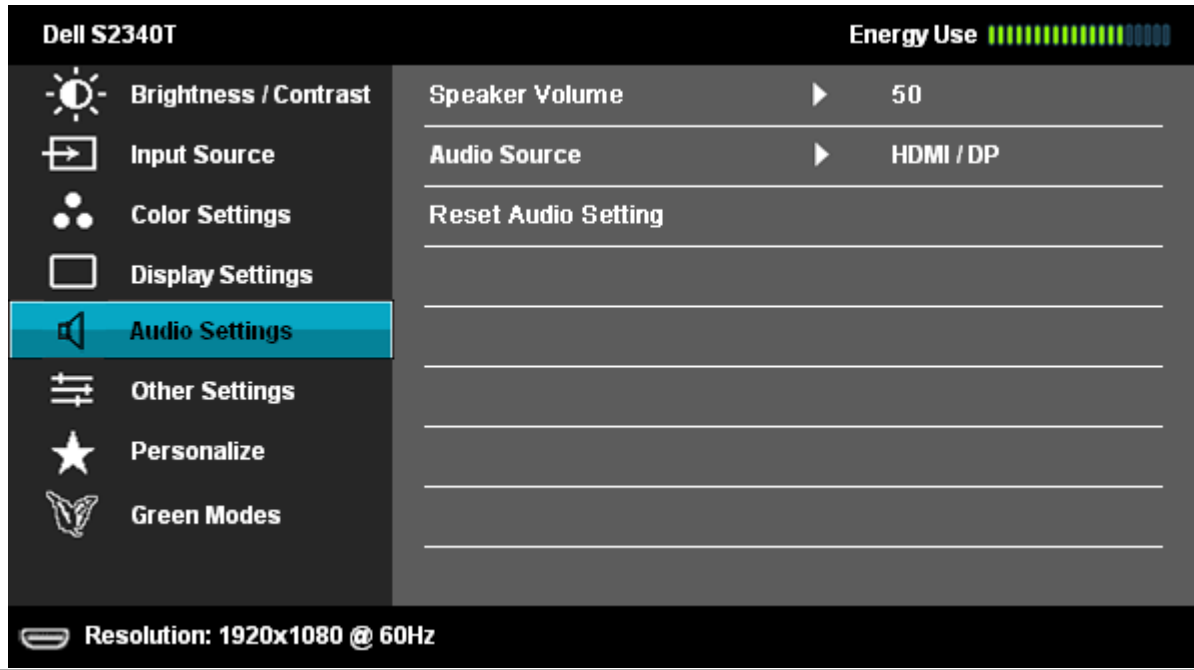 Dell S2340T Energy Use
Brightness / Contrast Speaker Volume 50
Input Source Audio Source HDMI / DP
Color Settings Reset Audio Setting
Display Settings
Audio Settings
Other Settings
Personalize
Green Modes
Resolution: 1920x1080 @ 60Hz